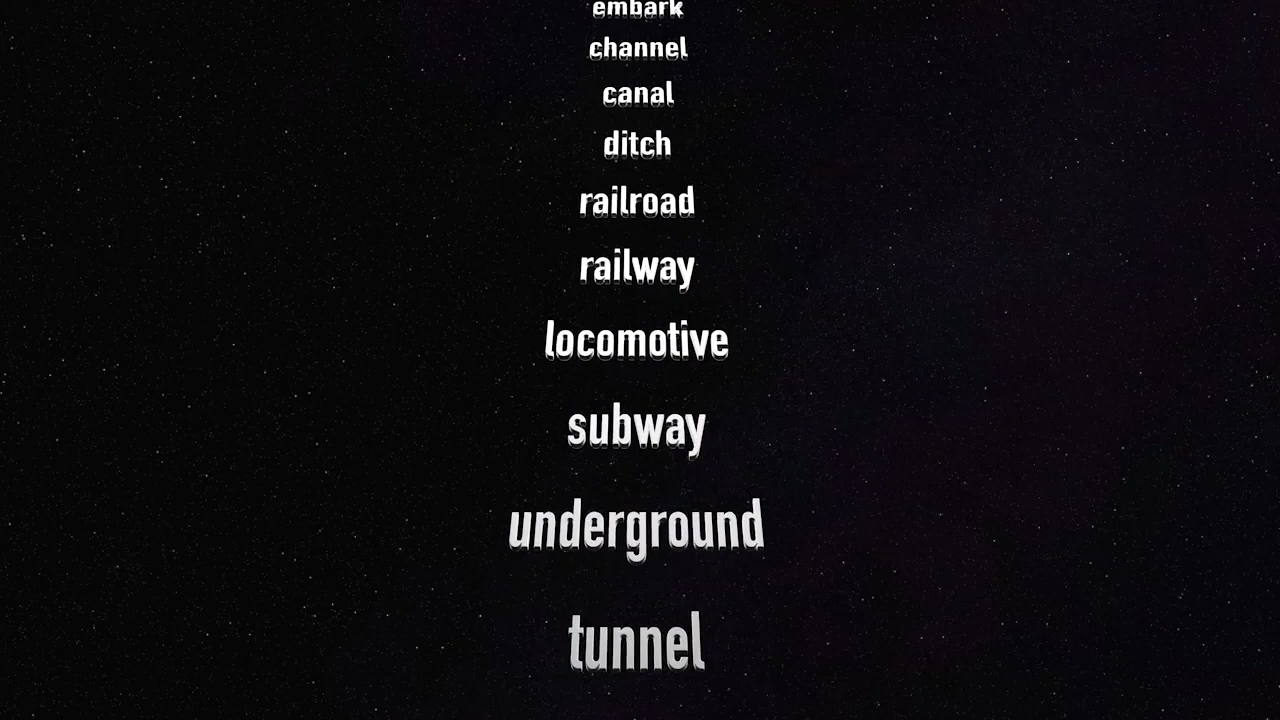 embark
channel
canal
ditch
railroad
railway
locomotive
subway
underground
tunnel